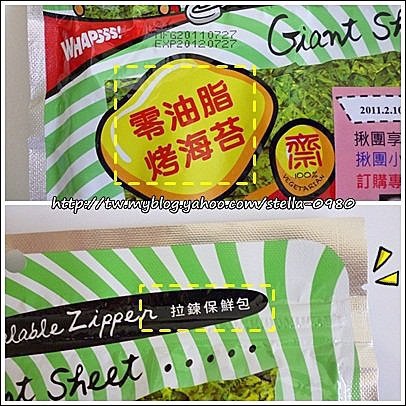 WHAPSSS!
MFG20110727
EXP20120727
Giant Sh
零油脂
烤海苔
齋
100%
VEGETARIAN
2011.2.10
揪團享
揪團小
訂購專
http://tw.myblog.yahoo.com/stella-0980
lable Zipper
拉鍊保鮮包
nt Sheet